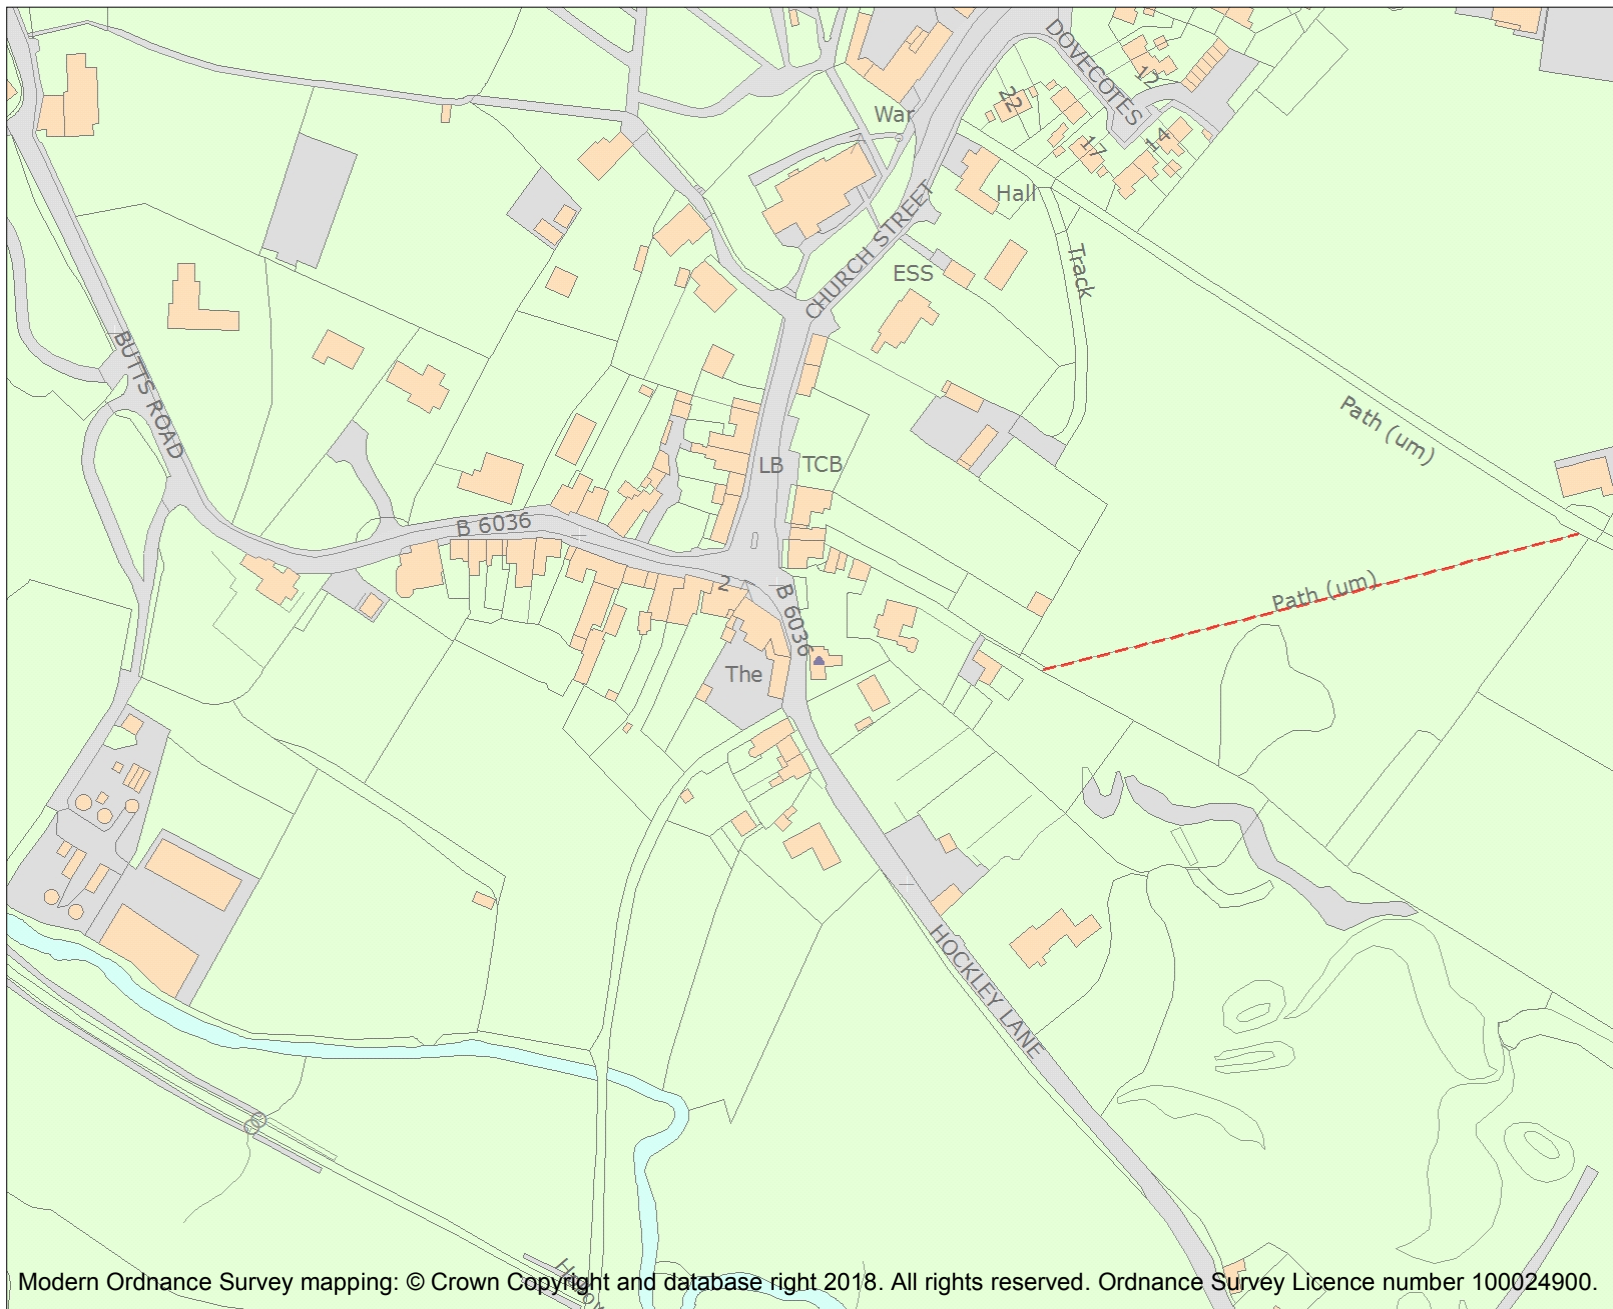 DOVECOTES
12
22
War
14
17
Hall
CHURCH STREET
Track
ESS
BUTTS ROAD
Path (um)
LB
TCB
B 6036
Path (um)
2
B 6036
The
HOCKLEY LANE
Modern Ordnance Survey mapping: © Crown Copyright and database right 2018. All rights reserved. Ordnance Survey Licence number 100024900.